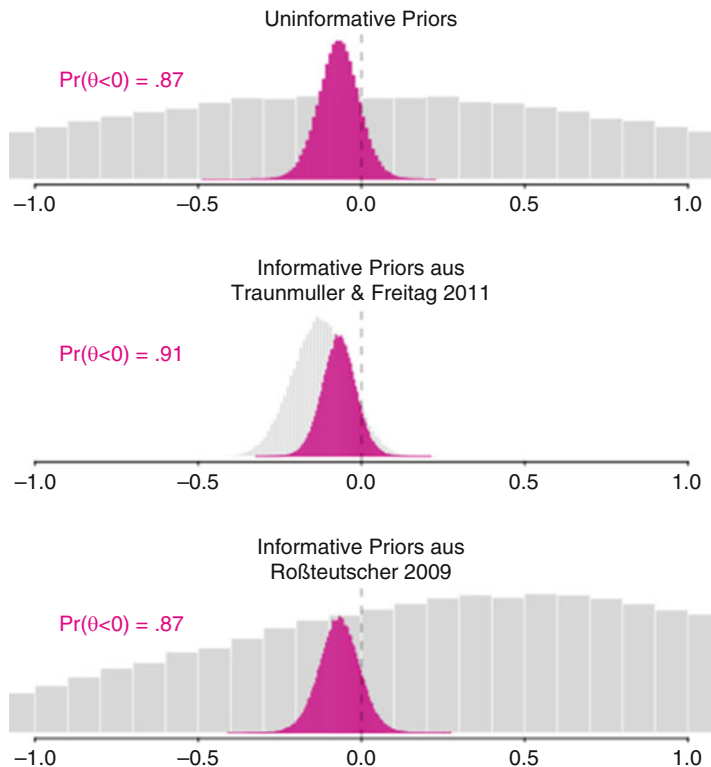 Uninformative Priors
Pr(θ<0) = .87
−1.0 −0.5 0.0 0.5 1.0
Informative Priors aus
Traunmuller & Freitag 2011
Pr(θ<0) = .91
−1.0 −0.5 0.0 0.5 1.0
Informative Priors aus
Roßteutscher 2009
Pr(θ<0) = .87
−1.0 −0.5 0.0 0.5 1.0